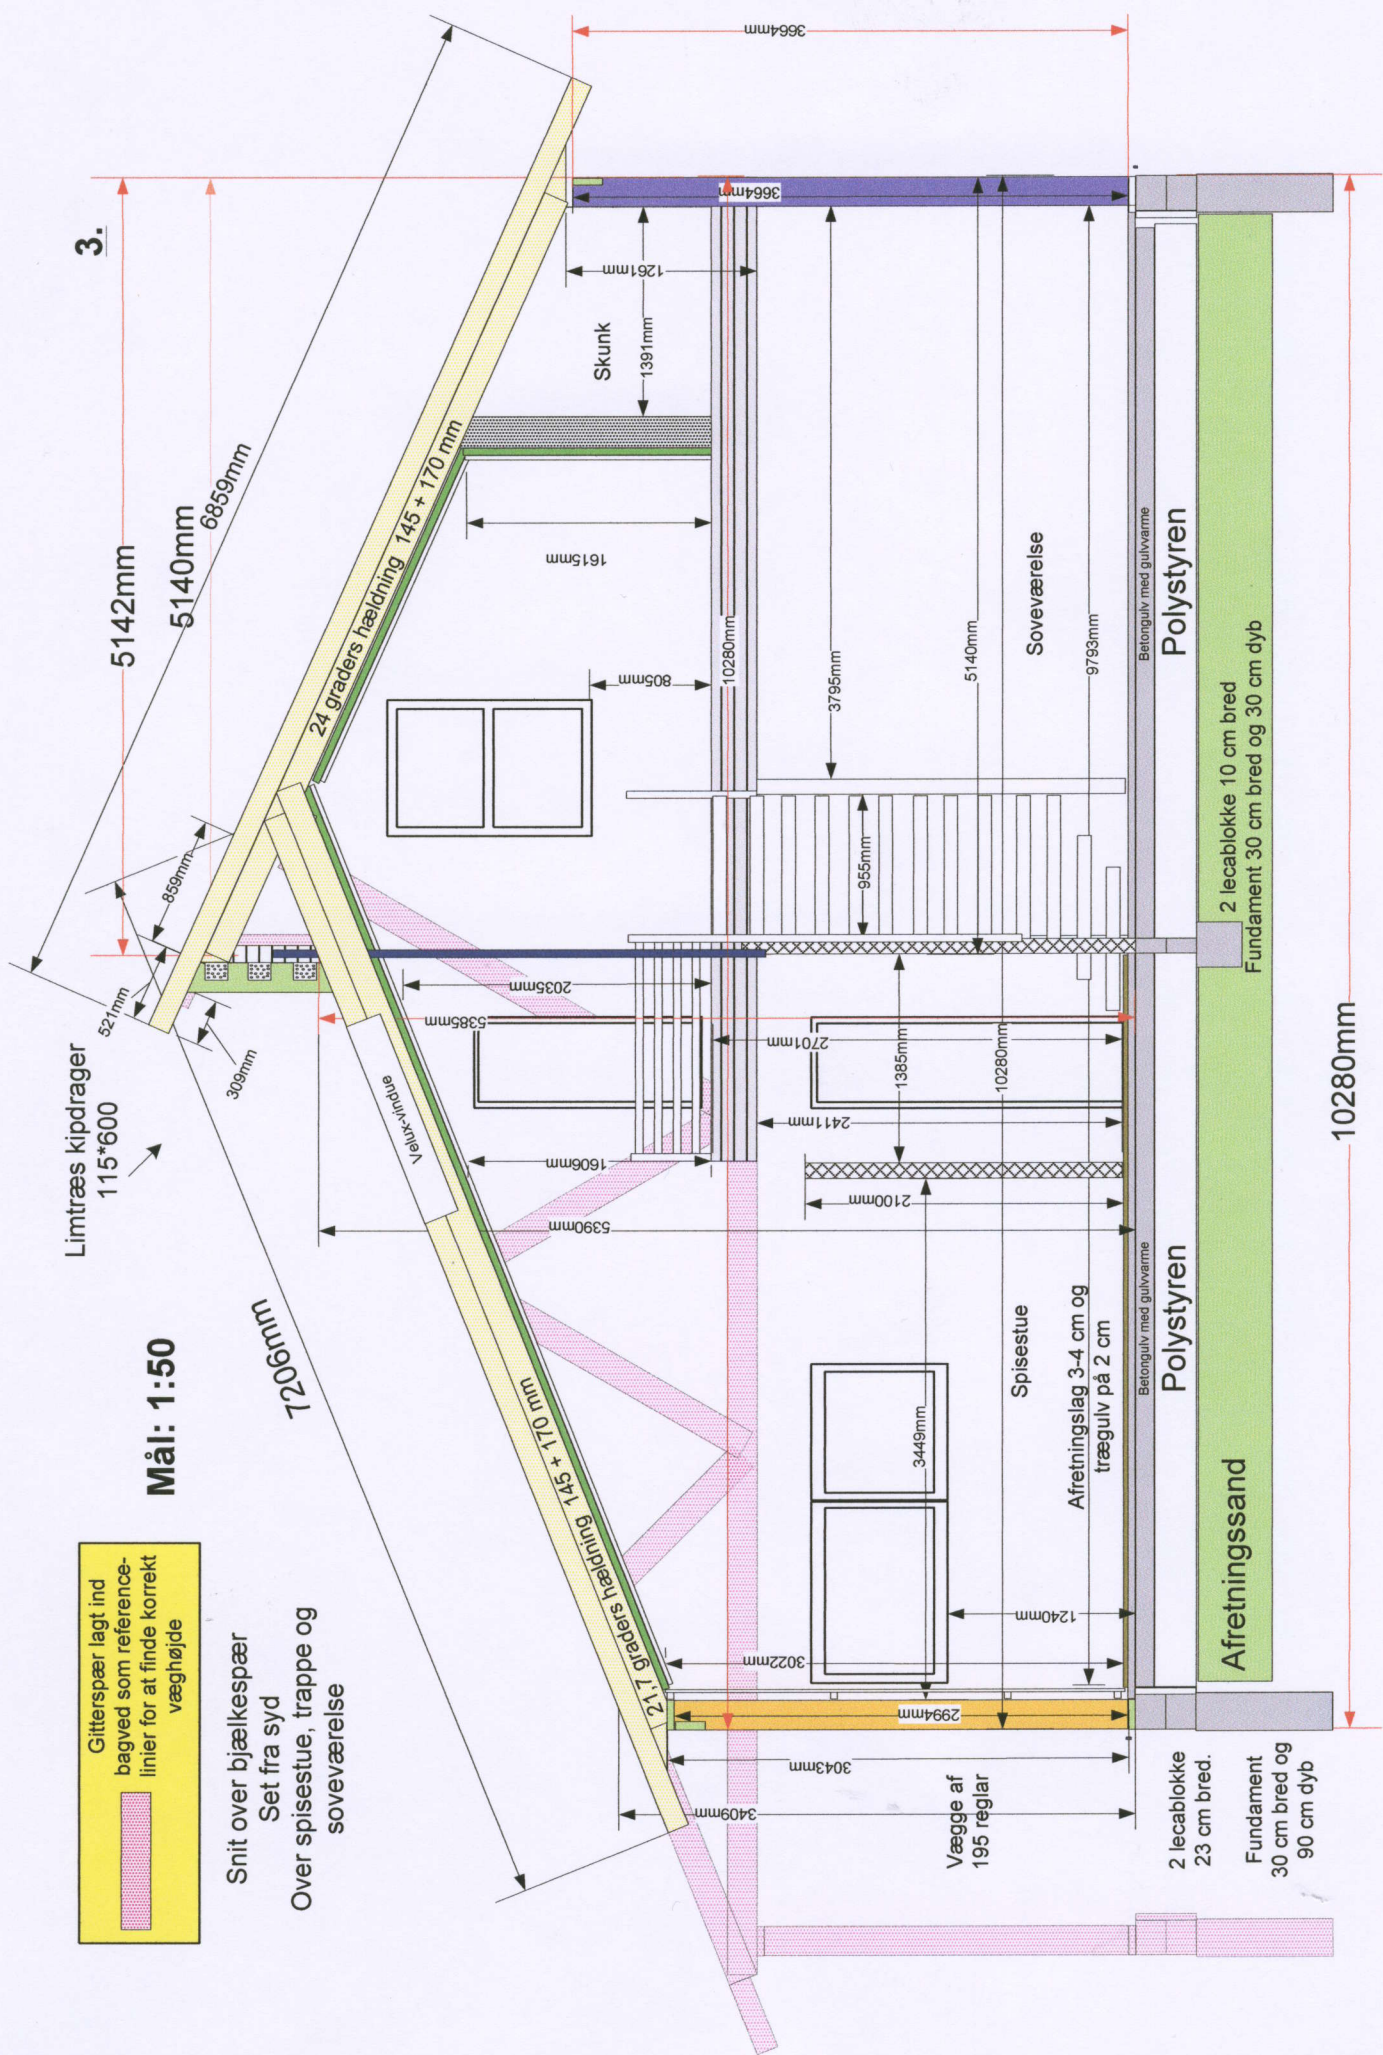 3.
Mål: 1:50
Gitterspær lagt ind
bagved som reference-
linier for at finde korrekt
væghøjde
Snit over bjælkespær
Set fra syd
Over spisestue, trappe og
soveværelse
Limtræs kipdrager
115*600
7206mm
521mm
309mm
859mm
5142mm
5140mm
6859mm
24 graders hældning 145 + 170 mm
21,7 graders hældning 145 + 170 mm
Velux-vindue
Skunk
1391mm
1261mm
3664mm
3664mm
1615mm
805mm
10280mm
2035mm
5385mm
1606mm
5390mm
2701mm
2411mm
2100mm
1385mm
10280mm
955mm
3795mm
5140mm
9793mm
Soveværelse
3449mm
Spisestue
Afretningslag 3-4 cm og
trægulv på 2 cm
1240mm
3022mm
2994mm
3043mm
3409mm
Vægge af
195 reglar
Betongulv med gulvvarme
Betongulv med gulvvarme
Polystyren
Polystyren
2 lecablokke
23 cm bred.
Fundament
30 cm bred og
90 cm dyb
Afretningssand
2 lecablokke 10 cm bred
Fundament 30 cm bred og 30 cm dyb
10280mm